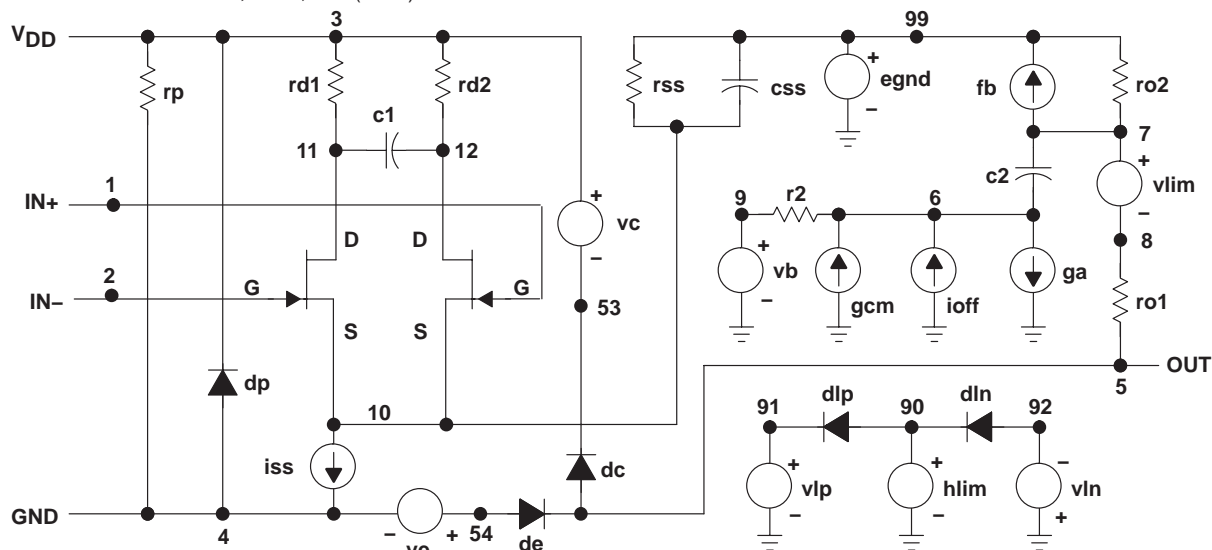 3
99
VDD
rp
rd1
rd2
c1
11
12
rss
css
egnd
+
−
fb
ro2
7
c2
+
vlim
−
8
IN+
1
9
r2
6
+
vb
−
gcm
ioff
ga
ro1
IN−
2
G
D
D
G
S
S
+
vc
−
53
OUT
5
dp
10
iss
dc
91
dlp
90
dln
92
+
vlp
−
+
hlim
−
−
vln
+
GND
4
−
+
54
de